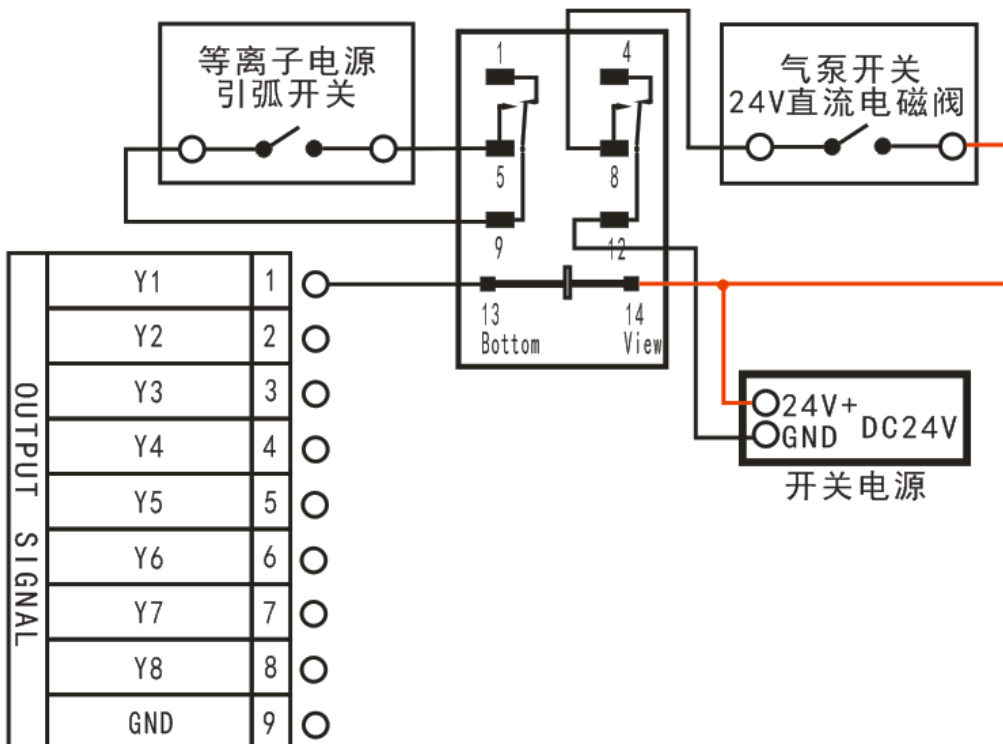 等离子电源
引弧开关
1
4
气泵开关
24V直流电磁阀
5
8
9
12
13
14
Bottom
View
OUTPUT SIGNAL
Y1 1
Y2 2
Y3 3
Y4 4
Y5 5
Y6 6
Y7 7
Y8 8
GND 9
24V+
GND
DC24V
开关电源